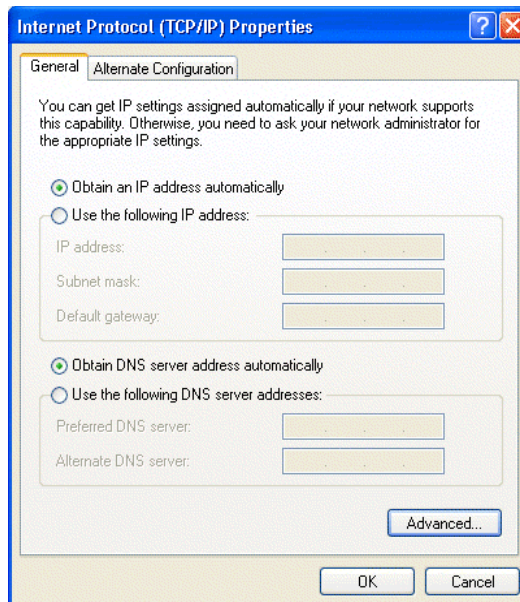 Internet Protocol (TCP/IP) Properties
General
Alternate Configuration
You can get IP settings assigned automatically if your network supports
this capability. Otherwise, you need to ask your network administrator for
the appropriate IP settings.
Obtain an IP address automatically
Use the following IP address:
IP address:
Subnet mask:
Default gateway:
Obtain DNS server address automatically
Use the following DNS server addresses:
Preferred DNS server:
Alternate DNS server:
Advanced...
OK
Cancel